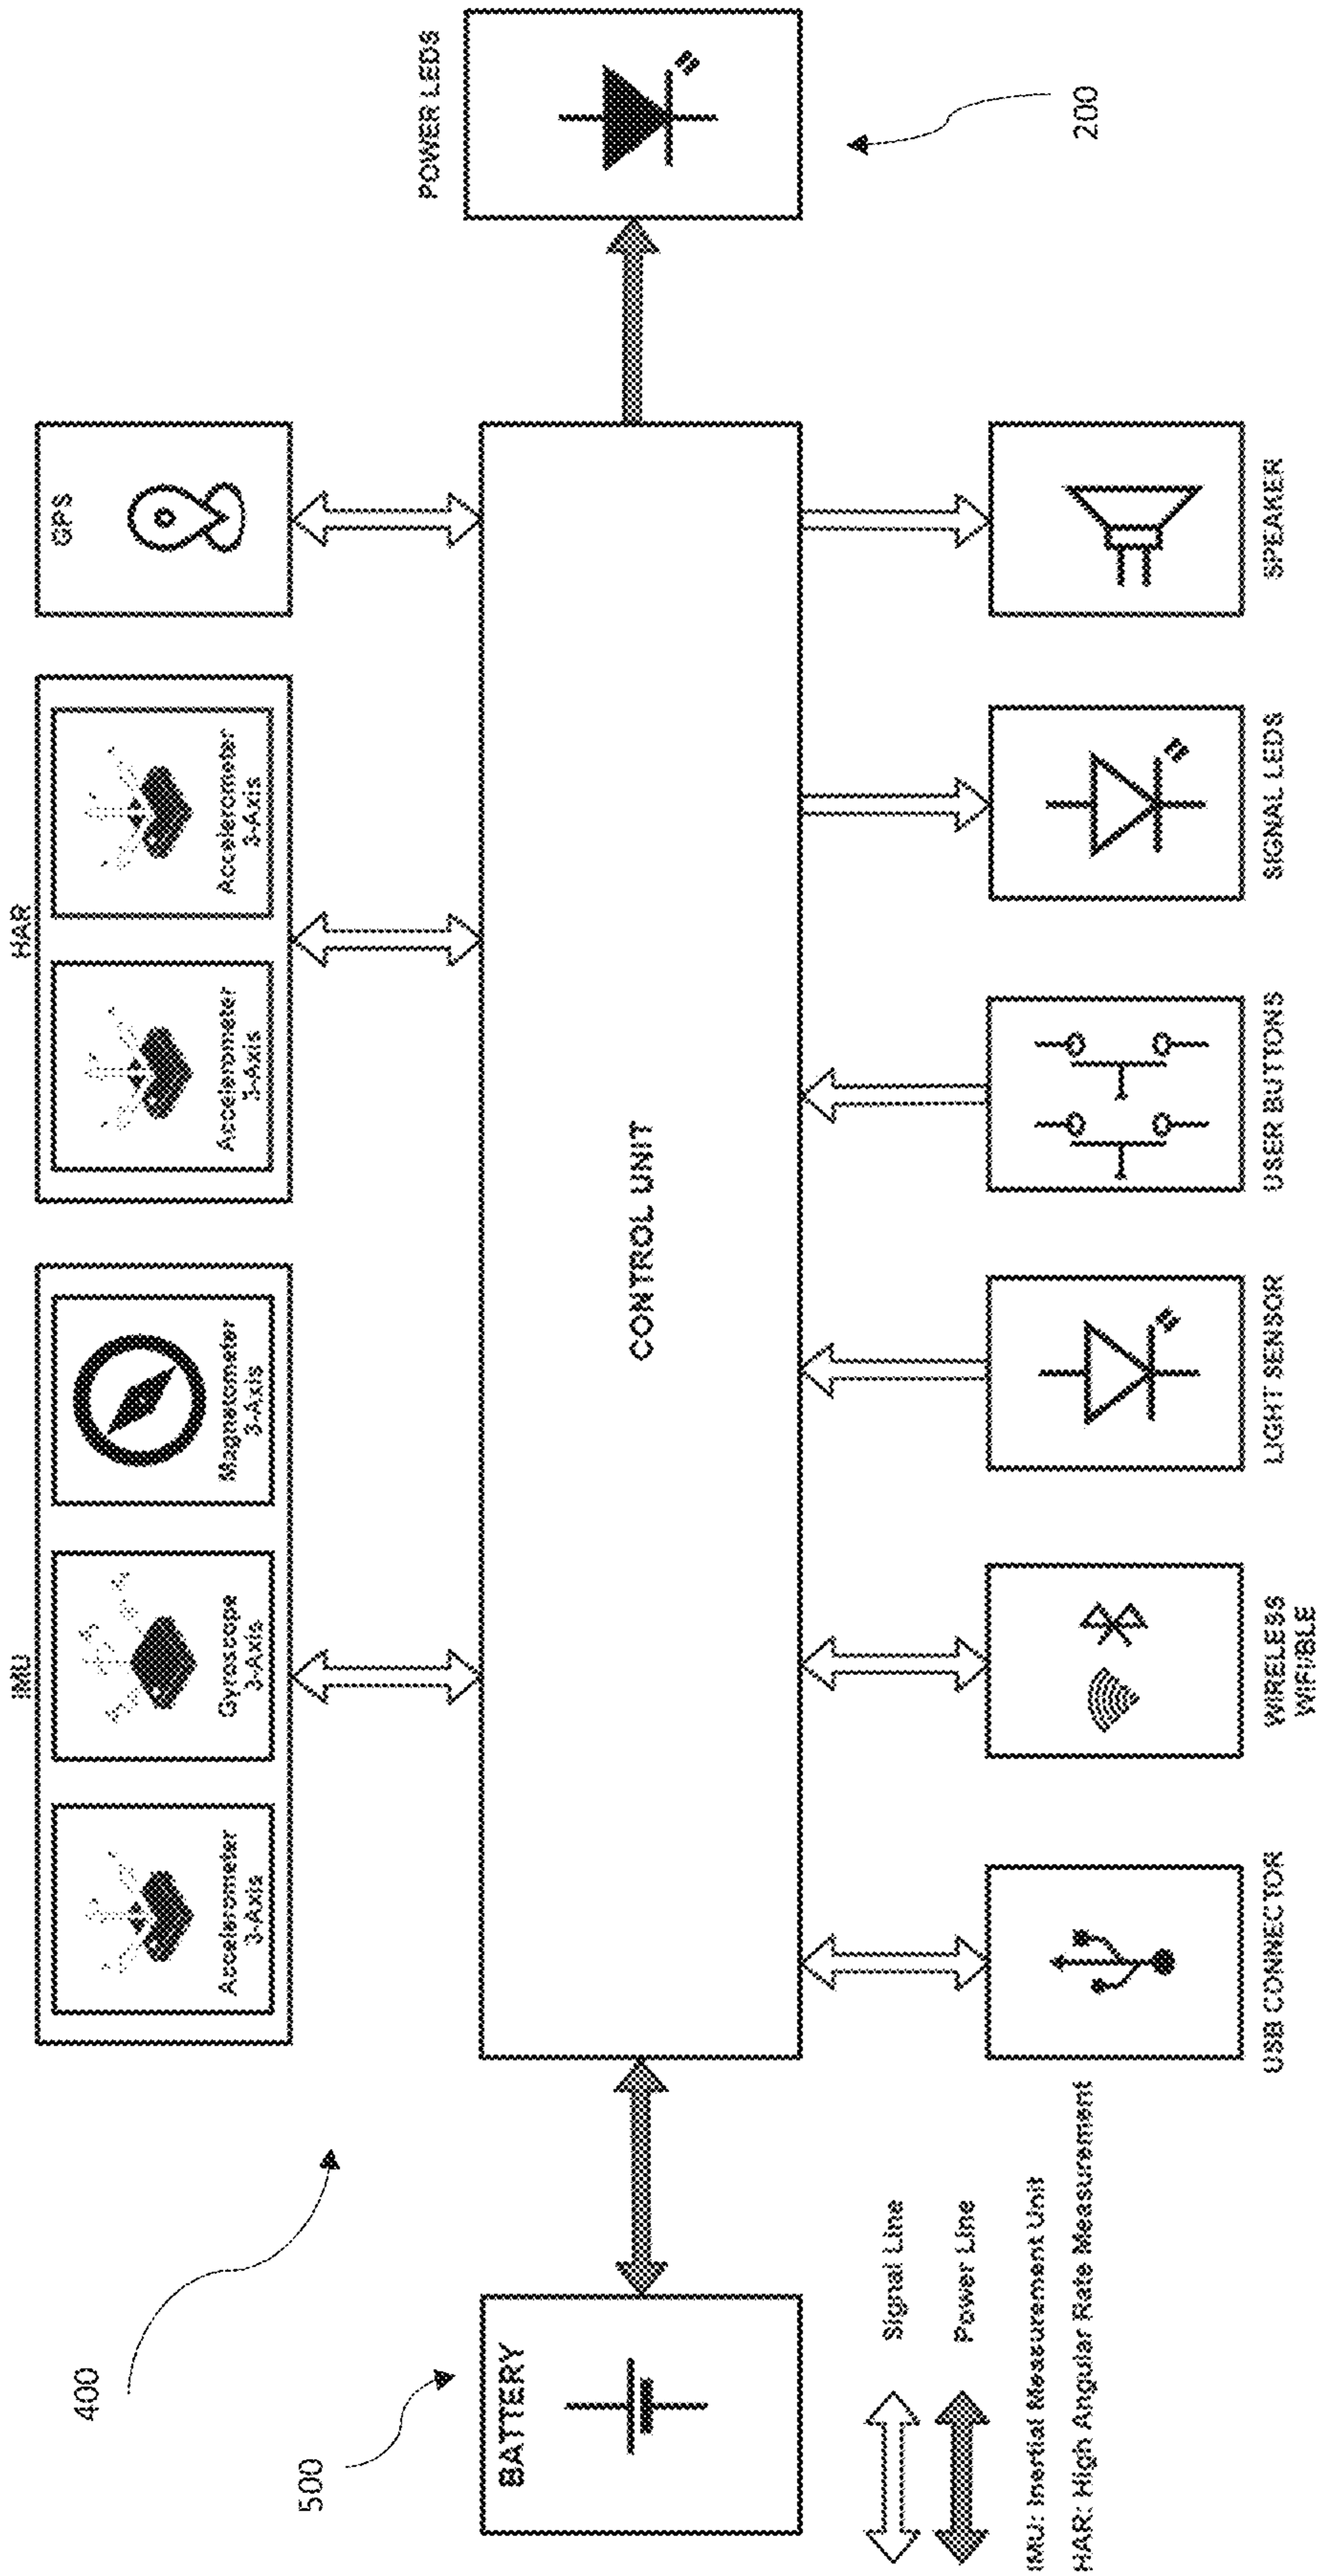 400
500
BATTERY
IMU
Accelerometer
3-Axis
Gyroscope
3-Axis
Magnetometer
3-Axis
HAR
Accelerometer
3-Axis
Accelerometer
3-Axis
GPS
CONTROL UNIT
POWER LEDS
200
USB CONNECTOR
WIRELESS
WIFI/BLE
LIGHT SENSOR
USER BUTTONS
SIGNAL LEDS
SPEAKER
Signal Line
Power Line
IMU: Inertial Measurement Unit
HAR: High Angular Rate Measurement